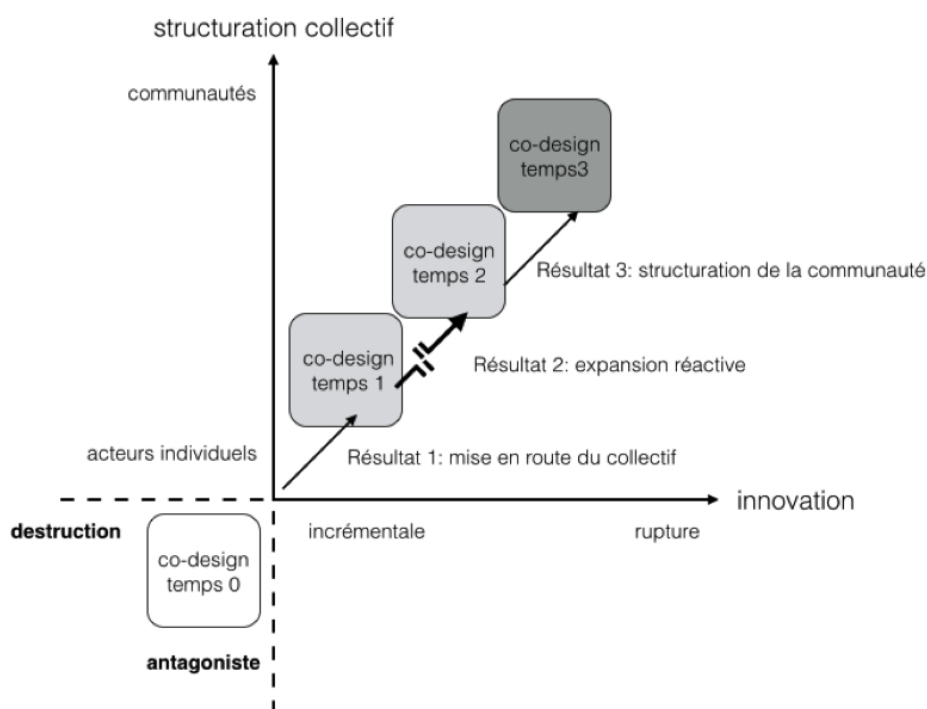 structuration collectif
communautés
co-design
temps3
co-design
temps 2
Résultat 3: structuration de la communauté
co-design
temps 1
Résultat 2: expansion réactive
acteurs individuels
Résultat 1: mise en route du collectif
innovation
destruction
incrémentale
rupture
co-design
temps 0
antagoniste